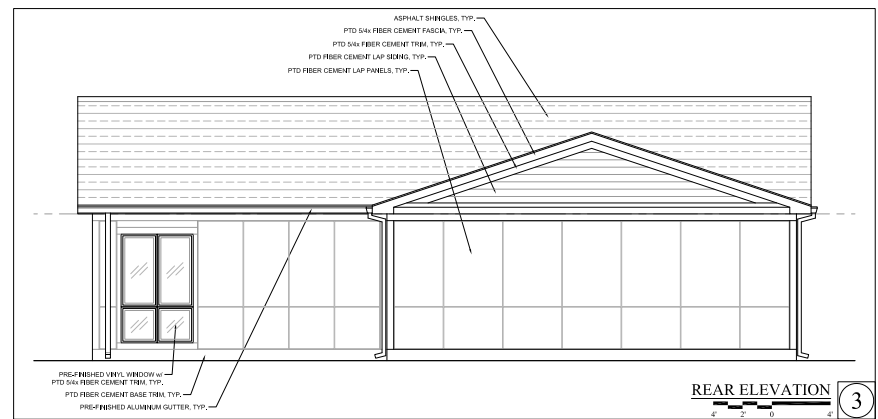 ASPHALT SHINGLES, TYP.
PTD 5/4x FIBER CEMENT FASCIA, TYP.
PTD 5/4x FIBER CEMENT TRIM, TYP.
PTD FIBER CEMENT LAP SIDING, TYP.
PTD FIBER CEMENT LAP PANELS, TYP.
PRE-FINISHED VINYL WINDOW w/
PTD 5/4x FIBER CEMENT TRIM, TYP.
PTD FIBER CEMENT BASE TRIM, TYP.
PRE-FINISHED ALUMINUM GUTTER, TYP.
REAR ELEVATION
4' 2' 0 4'
3